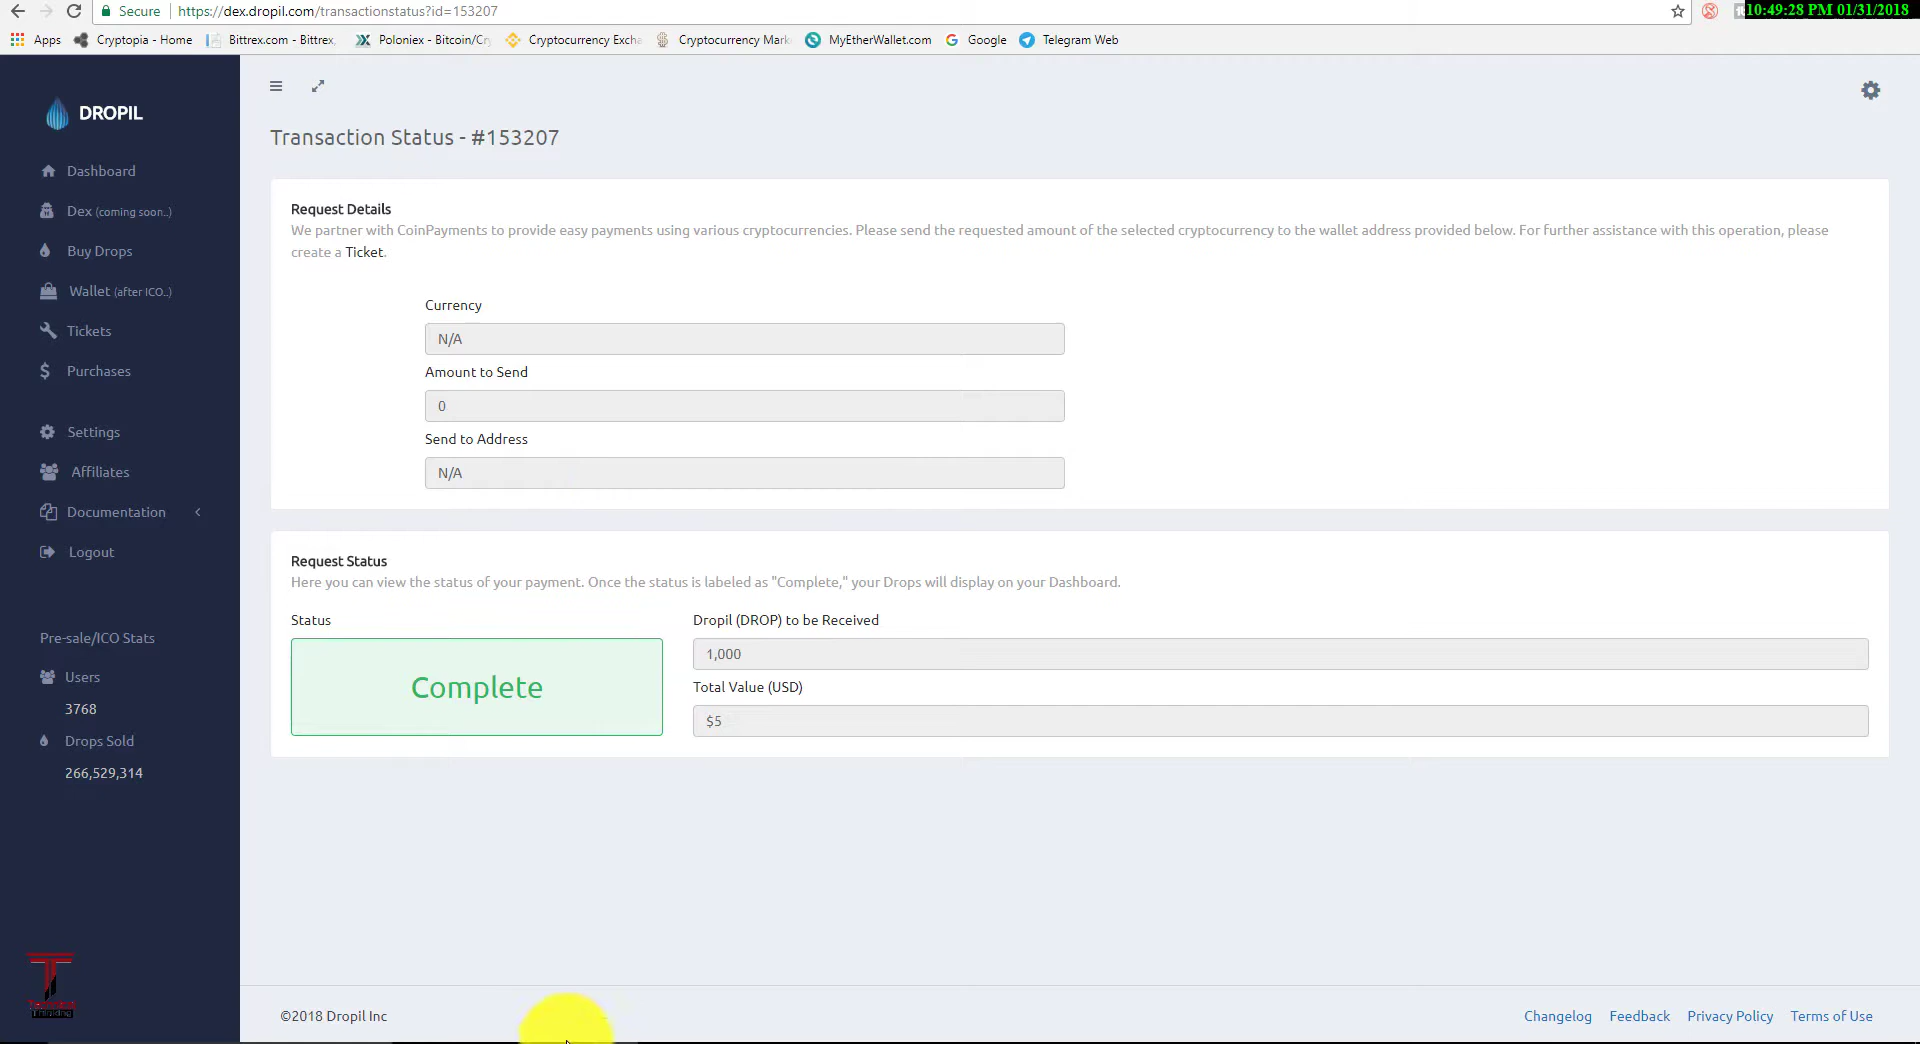 Secure https://dex.dropil.com/transactionstatus?id=153207
10:49:28 PM 01/31/2018
Apps Cryptopia - Home Bittrex.com - Bittrex, Poloniex - Bitcoin/Cry Cryptocurrency Excha Cryptocurrency Mark MyEtherWallet.com Google Telegram Web
DROPIL
Dashboard
Dex (coming soon..)
Buy Drops
Wallet (after ICO..)
Tickets
Purchases
Settings
Affiliates
Documentation
Logout
Pre-sale/ICO Stats
Users
3768
Drops Sold
266,529,314
Transaction Status - #153207
Request Details
We partner with CoinPayments to provide easy payments using various cryptocurrencies. Please send the requested amount of the selected cryptocurrency to the wallet address provided below. For further assistance with this operation, please
create a Ticket.
Currency
N/A
Amount to Send
0
Send to Address
N/A
Request Status
Here you can view the status of your payment. Once the status is labeled as "Complete," your Drops will display on your Dashboard.
Status
Complete
Dropil (DROP) to be Received
1,000
Total Value (USD)
$5
©2018 Dropil Inc
Changelog Feedback Privacy Policy Terms of Use
Thinking